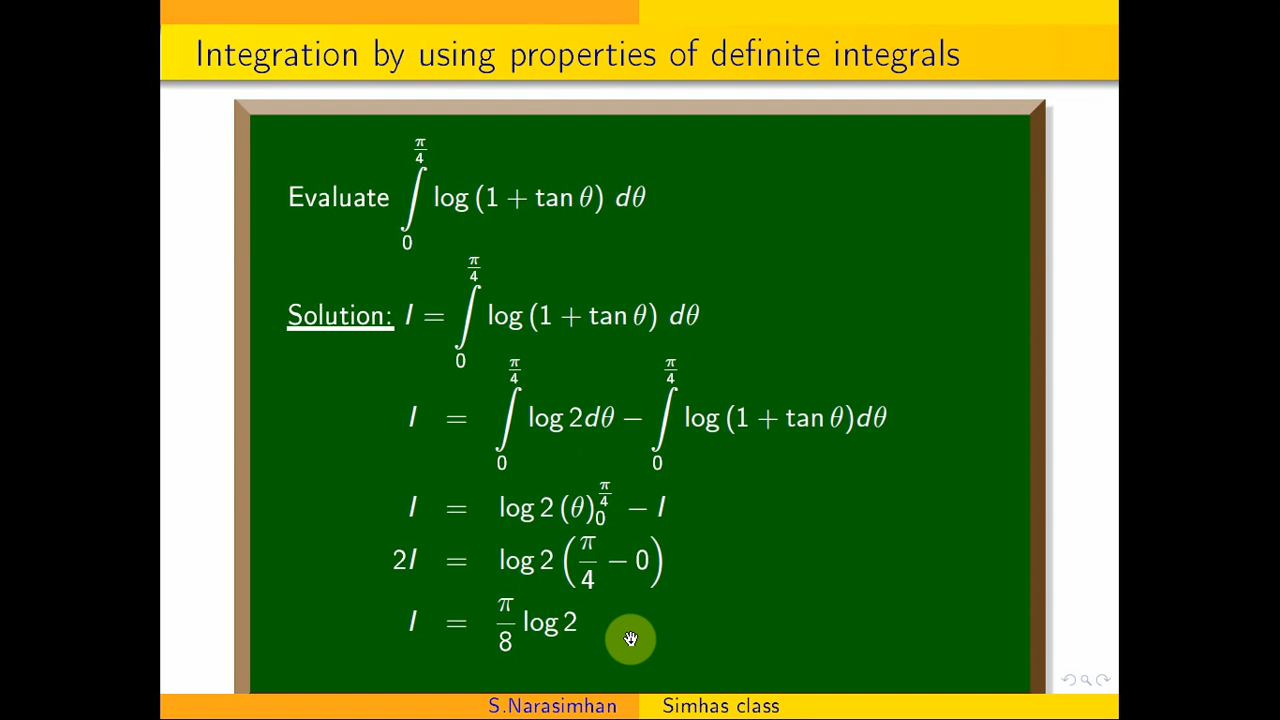 Integration by using properties of definite integrals
Evaluate ∫₀^{π/4} log (1 + tan θ) dθ
Solution: I = ∫₀^{π/4} log (1 + tan θ) dθ
I = ∫₀^{π/4} log 2dθ − ∫₀^{π/4} log (1 + tan θ)dθ
I = log 2 (θ)₀^{π/4} − I
2I = log 2 (π/4 − 0)
I = π/8 log 2
S.Narasimhan Simhas class